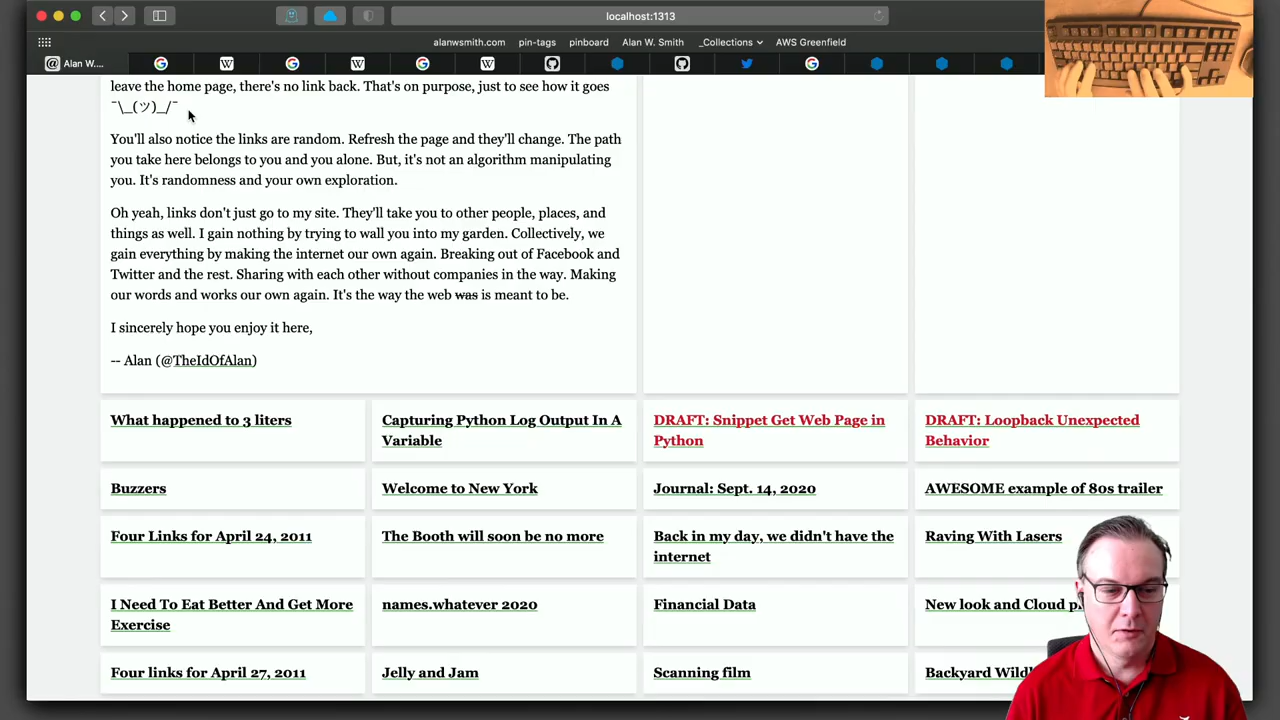 localhost:1313
alanwsmith.com pin-tags pinboard Alan W. Smith _Collections AWS Greenfield
Alan W....
leave the home page, there's no link back. That's on purpose, just to see how it goes
¯\_(ツ)_/¯
You'll also notice the links are random. Refresh the page and they'll change. The path
you take here belongs to you and you alone. But, it's not an algorithm manipulating
you. It's randomness and your own exploration.
Oh yeah, links don't just go to my site. They'll take you to other people, places, and
things as well. I gain nothing by trying to wall you into my garden. Collectively, we
gain everything by making the internet our own again. Breaking out of Facebook and
Twitter and the rest. Sharing with each other without companies in the way. Making
our words and works our own again. It's the way the web was is meant to be.
I sincerely hope you enjoy it here,
-- Alan (@TheIdOfAlan)
What happened to 3 liters
Capturing Python Log Output In A
Variable
DRAFT: Snippet Get Web Page in
Python
DRAFT: Loopback Unexpected
Behavior
Buzzers
Welcome to New York
Journal: Sept. 14, 2020
AWESOME example of 80s trailer
Four Links for April 24, 2011
The Booth will soon be no more
Back in my day, we didn't have the
internet
Raving With Lasers
I Need To Eat Better And Get More
Exercise
names.whatever 2020
Financial Data
New look and Cloud
Four links for April 27, 2011
Jelly and Jam
Scanning film
Backyard